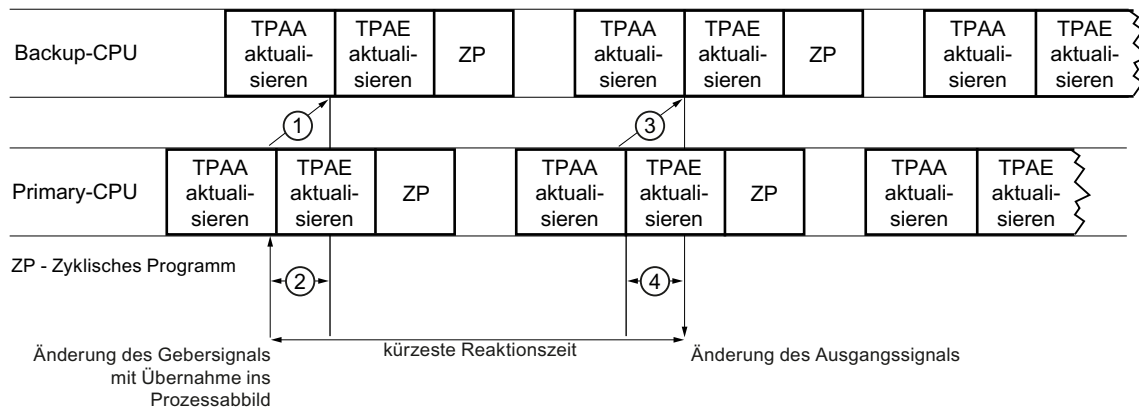 TPAA
aktuali-
sieren
TPAE
aktuali-
sieren
ZP
TPAA
aktuali-
sieren
TPAE
aktuali-
sieren
ZP
TPAA
aktuali-
sieren
TPAE
aktuali-
sieren
Backup-CPU
1
3
TPAA
aktuali-
sieren
TPAE
aktuali-
sieren
ZP
TPAA
aktuali-
sieren
TPAE
aktuali-
sieren
ZP
TPAA
aktuali-
sieren
TPAE
aktuali-
sieren
Primary-CPU
ZP - Zyklisches Programm
2
4
kürzeste Reaktionszeit
Änderung des Gebersignals
mit Übernahme ins
Prozessabbild
Änderung des Ausgangssignals